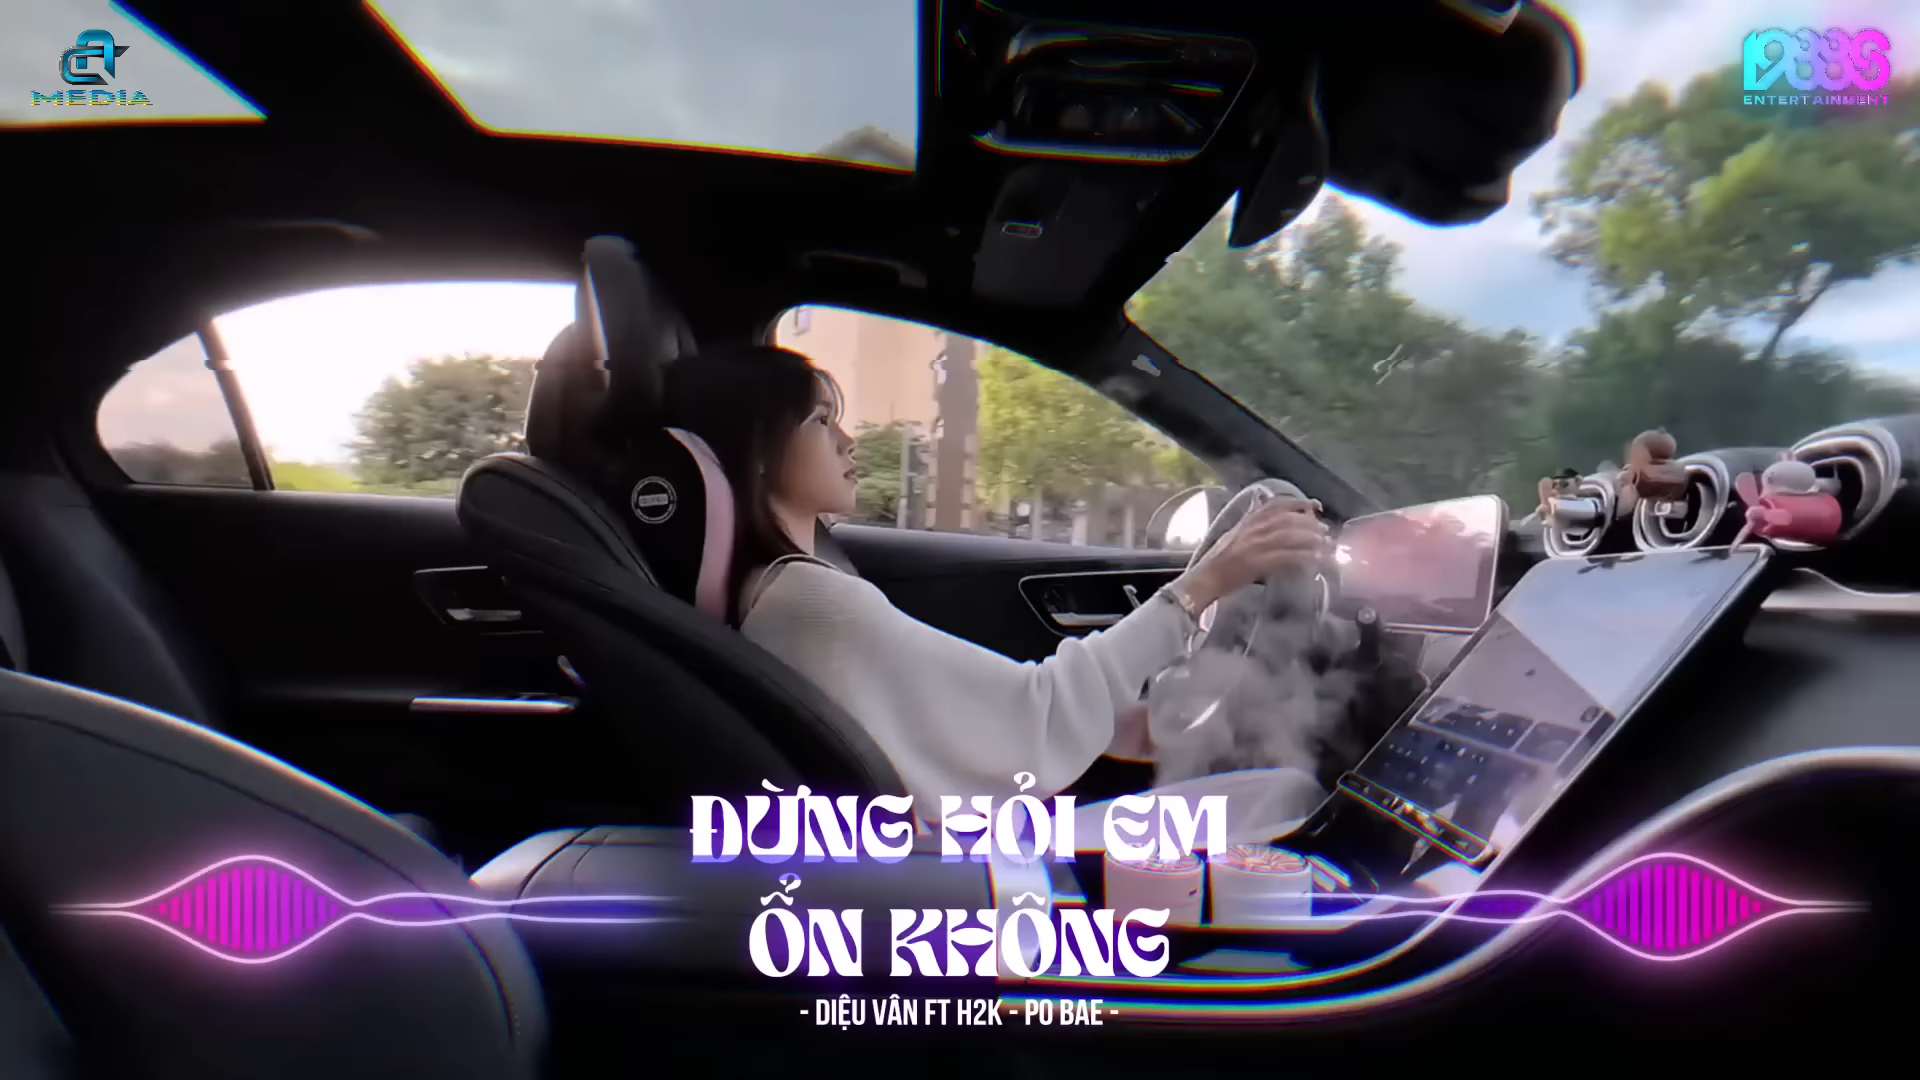 MEDIA
1988S
ENTERTAINMENT
ĐỪNG HỎI EM
ỔN KHÔNG
- DIỆU VÂN FT H2K - PO BAE -